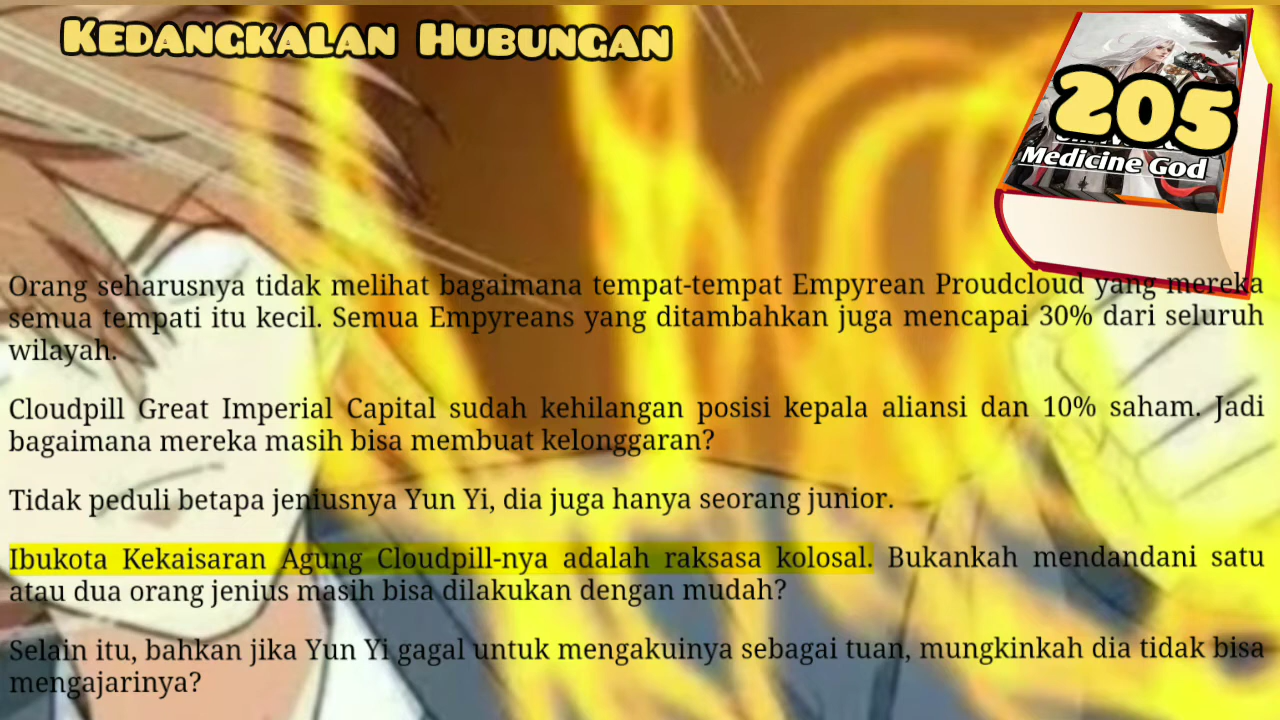 Kedangkalan Hubungan
205
Medicine God
Orang seharusnya tidak melihat bagaimana tempat-tempat Empyrean Proudcloud yang mereka
semua tempati itu kecil. Semua Empyreans yang ditambahkan juga mencapai 30% dari seluruh
wilayah.
Cloudpill Great Imperial Capital sudah kehilangan posisi kepala aliansi dan 10% saham. Jadi
bagaimana mereka masih bisa membuat kelonggaran?
Tidak peduli betapa jeniusnya Yun Yi, dia juga hanya seorang junior.
Ibukota Kekaisaran Agung Cloudpill-nya adalah raksasa kolosal. Bukankah mendandani satu
atau dua orang jenius masih bisa dilakukan dengan mudah?
Selain itu, bahkan jika Yun Yi gagal untuk mengakuinya sebagai tuan, mungkinkah dia tidak bisa
mengajarinya?